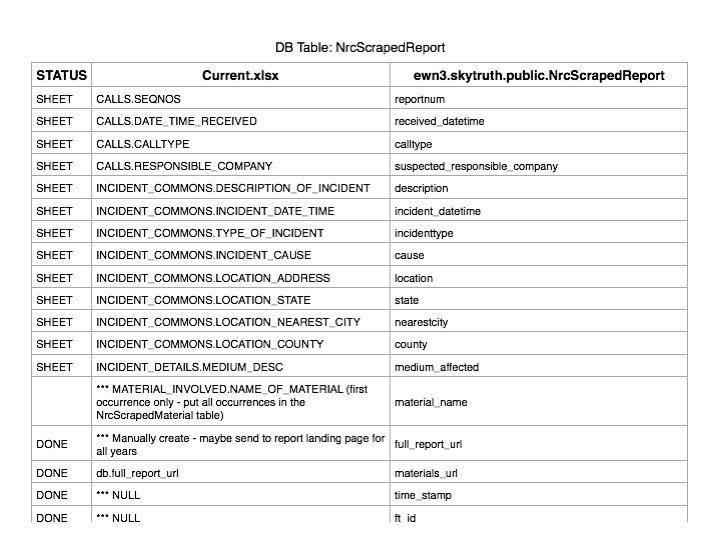 DB Table: NrcScrapedReport
STATUS Current.xlsx ewn3.skytruth.public.NrcScrapedReport
SHEET CALLS.SEQNOS reportnum
SHEET CALLS.DATE_TIME_RECEIVED received_datetime
SHEET CALLS.CALLTYPE calltype
SHEET CALLS.RESPONSIBLE_COMPANY suspected_responsible_company
SHEET INCIDENT_COMMONS.DESCRIPTION_OF_INCIDENT description
SHEET INCIDENT_COMMONS.INCIDENT_DATE_TIME incident_datetime
SHEET INCIDENT_COMMONS.TYPE_OF_INCIDENT incidenttype
SHEET INCIDENT_COMMONS.INCIDENT_CAUSE cause
SHEET INCIDENT_COMMONS.LOCATION_ADDRESS location
SHEET INCIDENT_COMMONS.LOCATION_STATE state
SHEET INCIDENT_COMMONS.LOCATION_NEAREST_CITY nearestcity
SHEET INCIDENT_COMMONS.LOCATION_COUNTY county
SHEET INCIDENT_DETAILS.MEDIUM_DESC medium_affected
*** MATERIAL_INVOLVED.NAME_OF_MATERIAL (first
occurrence only - put all occurrences in the
NrcScrapedMaterial table)
material_name
DONE
*** Manually create - maybe send to report landing page for
all years
full_report_url
DONE db.full_report_url materials_url
DONE *** NULL time_stamp
DONE *** NULL ft_id